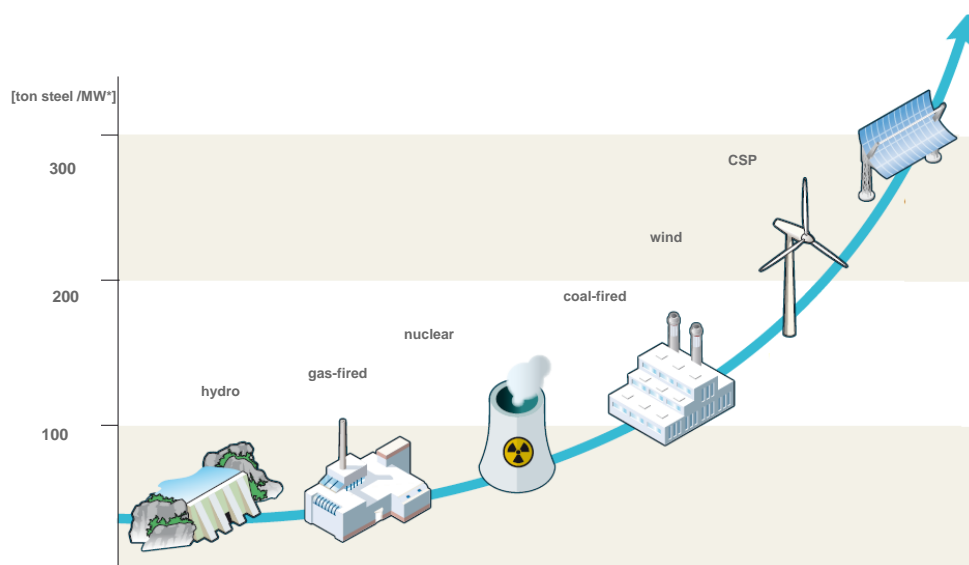 [ton steel /MW*]
300
CSP
wind
200
coal-fired
nuclear
gas-fired
hydro
100